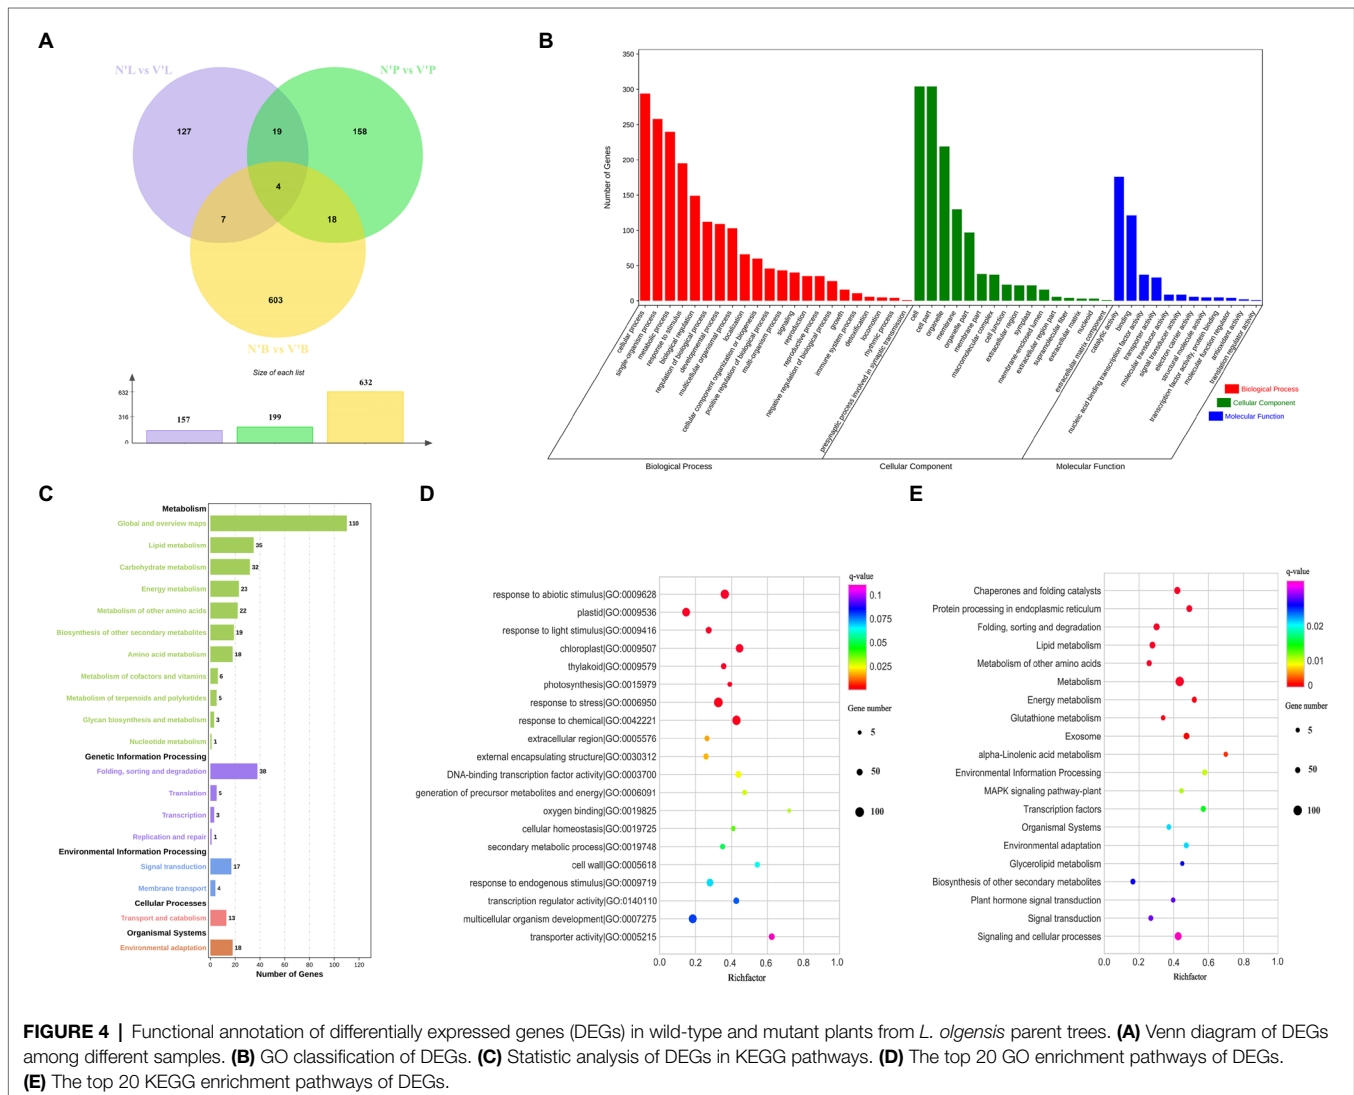 A
N'L vs V'L
N'P vs V'P
127
19
158
4
7
18
603
N'B vs V'B
Size of each list
632
632
316
0
157
199
B
Number of Genes
350
300
250
200
150
100
50
0
cellular process
single-organism process
metabolic process
response to stimulus
biological regulation
regulation of biological process
developmental process
multicellular organismal process
localization
cellular component organization or biogenesis
positive regulation of biological process
multi-organism process
signaling
reproduction
reproductive process
negative regulation of biological process
growth
immune system process
detoxification
locomotion
rhythmic process
presynaptic process involved in synaptic transmission
cell
cell part
organelle
membrane
organelle part
membrane part
macromolecular complex
cell junction
extracellular region
symplast
membrane-enclosed lumen
extracellular region part
supramolecular fiber
extracellular matrix
nucleoid
extracellular matrix component
catalytic activity
binding
nucleic acid binding transcription factor activity
transporter activity
molecular transducer activity
signal transducer activity
electron carrier activity
structural molecule activity
transcription factor activity, protein binding
molecular function regulator
antioxidant activity
translation regulator activity
Biological Process
Cellular Component
Molecular Function
Biological Process
Cellular Component
Molecular Function
C
Metabolism
Global and overview maps 110
Lipid metabolism 35
Carbohydrate metabolism 32
Energy metabolism 23
Metabolism of other amino acids 22
Biosynthesis of other secondary metabolites 19
Amino acid metabolism 18
Metabolism of cofactors and vitamins 6
Metabolism of terpenoids and polyketides 5
Glycan biosynthesis and metabolism 3
Nucleotide metabolism 1
Genetic Information Processing
Folding, sorting and degradation 38
Translation 5
Transcription 3
Replication and repair 1
Environmental Information Processing
Signal transduction 17
Membrane transport 4
Cellular Processes
Transport and catabolism 13
Organismal Systems
Environmental adaptation 18
0 20 40 60 80 100 120
Number of Genes
D
response to abiotic stimulus|GO:0009628
plastid|GO:0009536
response to light stimulus|GO:0009416
chloroplast|GO:0009507
thylakoid|GO:0009579
photosynthesis|GO:0015979
response to stress|GO:0006950
response to chemical|GO:0042221
extracellular region|GO:0005576
external encapsulating structure|GO:0030312
DNA-binding transcription factor activity|GO:0003700
generation of precursor metabolites and energy|GO:0006091
oxygen binding|GO:0019825
cellular homeostasis|GO:0019725
secondary metabolic process|GO:0019748
cell wall|GO:0005618
response to endogenous stimulus|GO:0009719
transcription regulator activity|GO:0140110
multicellular organism development|GO:0007275
transporter activity|GO:0005215
0.0 0.2 0.4 0.6 0.8 1.0
Richfactor
q-value
0.1
0.075
0.05
0.025
Gene number
5
50
100
E
Chaperones and folding catalysts
Protein processing in endoplasmic reticulum
Folding, sorting and degradation
Lipid metabolism
Metabolism of other amino acids
Metabolism
Energy metabolism
Glutathione metabolism
Exosome
alpha-Linolenic acid metabolism
Environmental Information Processing
MAPK signaling pathway-plant
Transcription factors
Organismal Systems
Environmental adaptation
Glycerolipid metabolism
Biosynthesis of other secondary metabolites
Plant hormone signal transduction
Signal transduction
Signaling and cellular processes
0.0 0.2 0.4 0.6 0.8 1.0
Richfactor
q-value
0.02
0.01
0
Gene number
5
50
100
FIGURE 4 | Functional annotation of differentially expressed genes (DEGs) in wild-type and mutant plants from L. olgensis parent trees. (A) Venn diagram of DEGs
among different samples. (B) GO classification of DEGs. (C) Statistic analysis of DEGs in KEGG pathways. (D) The top 20 GO enrichment pathways of DEGs.
(E) The top 20 KEGG enrichment pathways of DEGs.